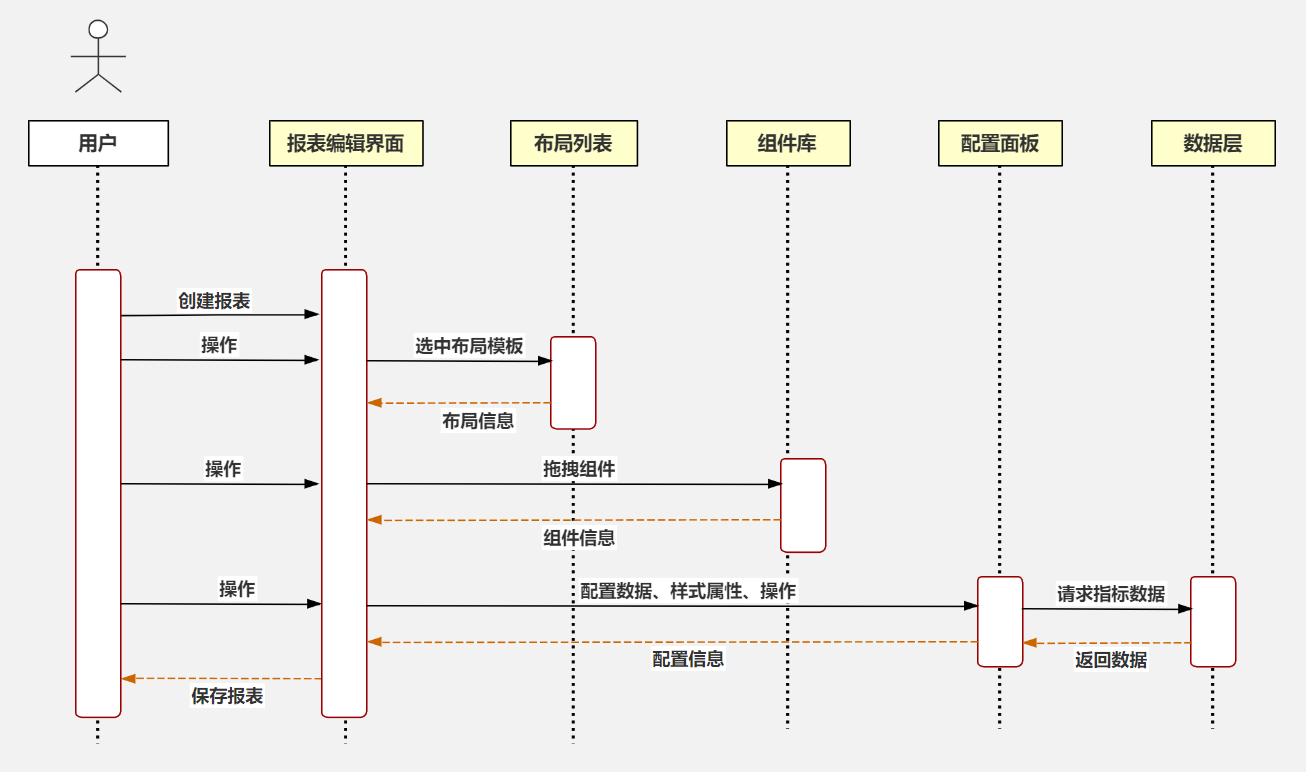 用户
报表编辑界面
布局列表
组件库
配置面板
数据层
创建报表
操作
选中布局模板
布局信息
操作
拖拽组件
组件信息
操作
配置数据、样式属性、操作
请求指标数据
配置信息
返回数据
保存报表